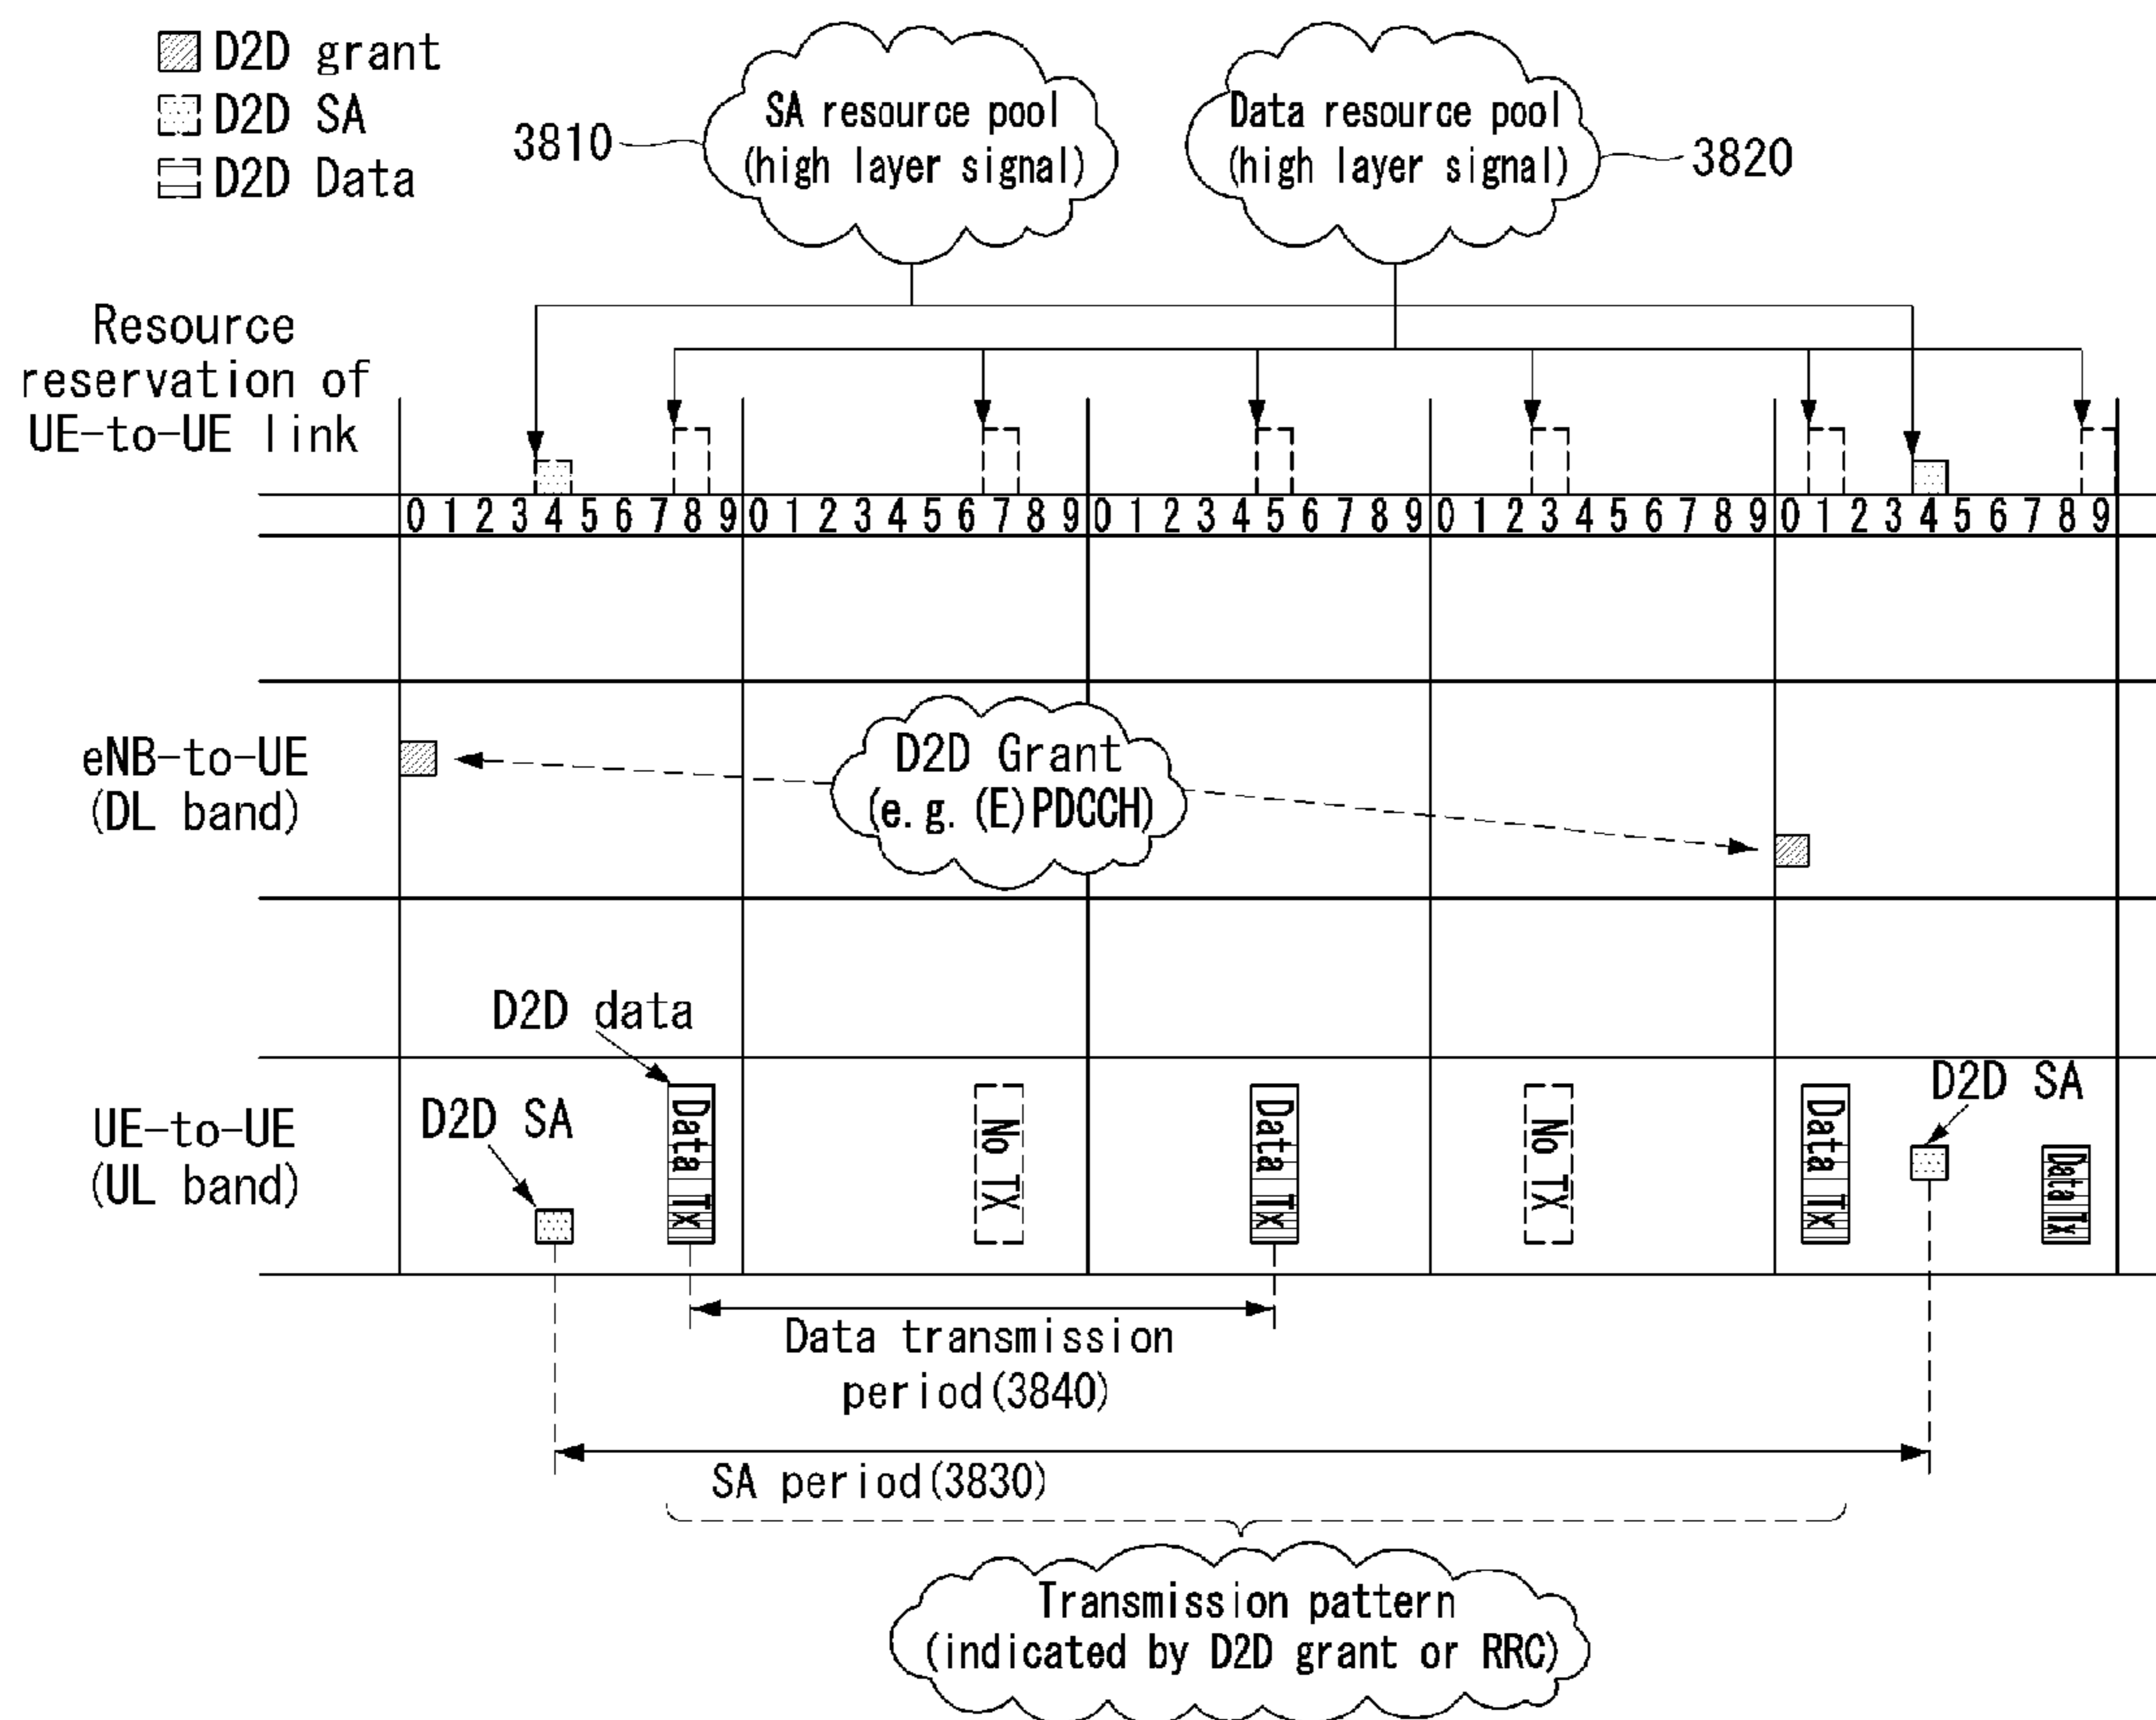 D2D grant
D2D SA
D2D Data
3810
SA resource pool
(high layer signal)
Data resource pool
(high layer signal)
3820
Resource
reservation of
UE-to-UE link
0 1 2 3 4 5 6 7 8 9 0 1 2 3 4 5 6 7 8 9 0 1 2 3 4 5 6 7 8 9 0 1 2 3 4 5 6 7 8 9 0 1 2 3 4 5 6 7 8 9
eNB-to-UE
(DL band)
D2D Grant
(e.g. (E)PDCCH)
UE-to-UE
(UL band)
D2D SA
D2D data
Data Tx
No TX
Data Tx
No TX
Data Tx
D2D SA
Data Tx
Data transmission
period(3840)
SA period(3830)
Transmission pattern
(indicated by D2D grant or RRC)